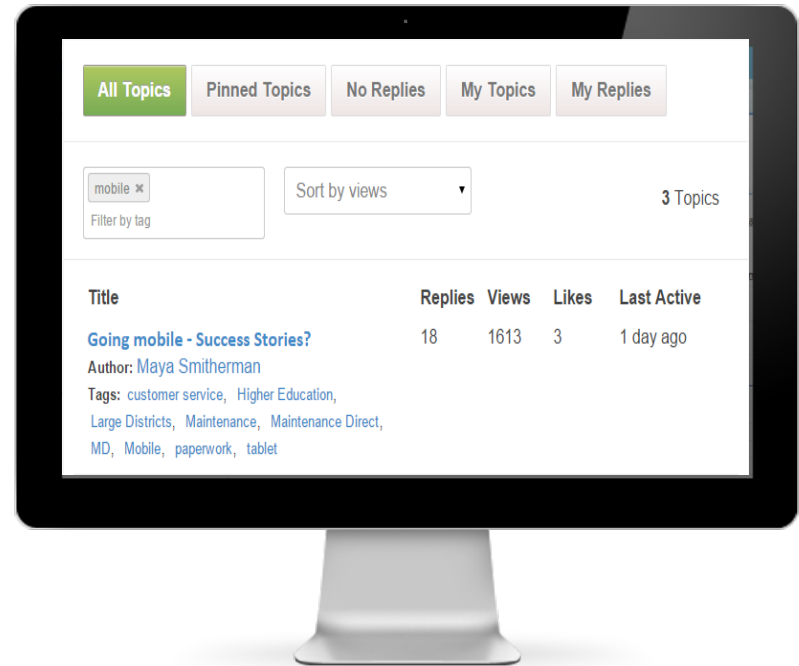 All Topics Pinned Topics No Replies My Topics My Replies
mobile ✖
Filter by tag
Sort by views ▼
3 Topics
Title Replies Views Likes Last Active
Going mobile - Success Stories? 18 1613 3 1 day ago
Author: Maya Smitherman
Tags: customer service, Higher Education,
Large Districts, Maintenance, Maintenance Direct,
MD, Mobile, paperwork, tablet